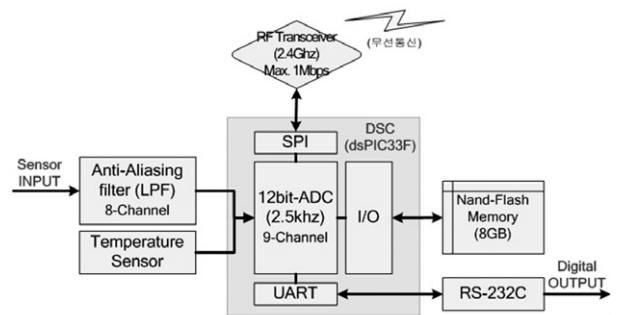 RF Transceiver
(2.4Ghz)
Max. 1Mbps
(무선통신)
SPI
DSC
(dsPIC33F)
Sensor
INPUT
Anti-Aliasing
filter (LPF)
8-Channel
Temperature
Sensor
12bit-ADC
(2.5khz)
9-Channel
I/O
Nand-Flash
Memory
(8GB)
UART
RS-232C
Digital
OUTPUT